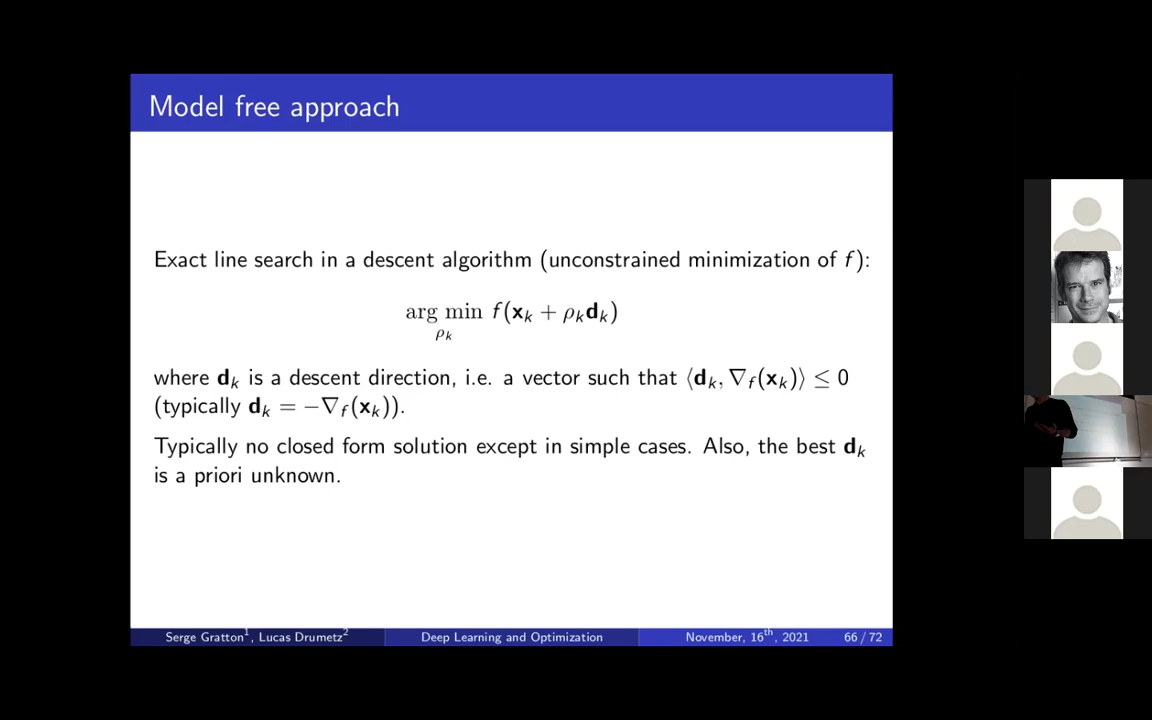 Model free approach
Exact line search in a descent algorithm (unconstrained minimization of f):
arg min f(x_k + ρ_k d_k)
ρ_k
where d_k is a descent direction, i.e. a vector such that ⟨d_k, ∇_f(x_k)⟩ ≤ 0
(typically d_k = −∇_f(x_k)).
Typically no closed form solution except in simple cases. Also, the best d_k
is a priori unknown.
Serge Gratton¹, Lucas Drumetz² Deep Learning and Optimization November, 16th, 2021 66 / 72